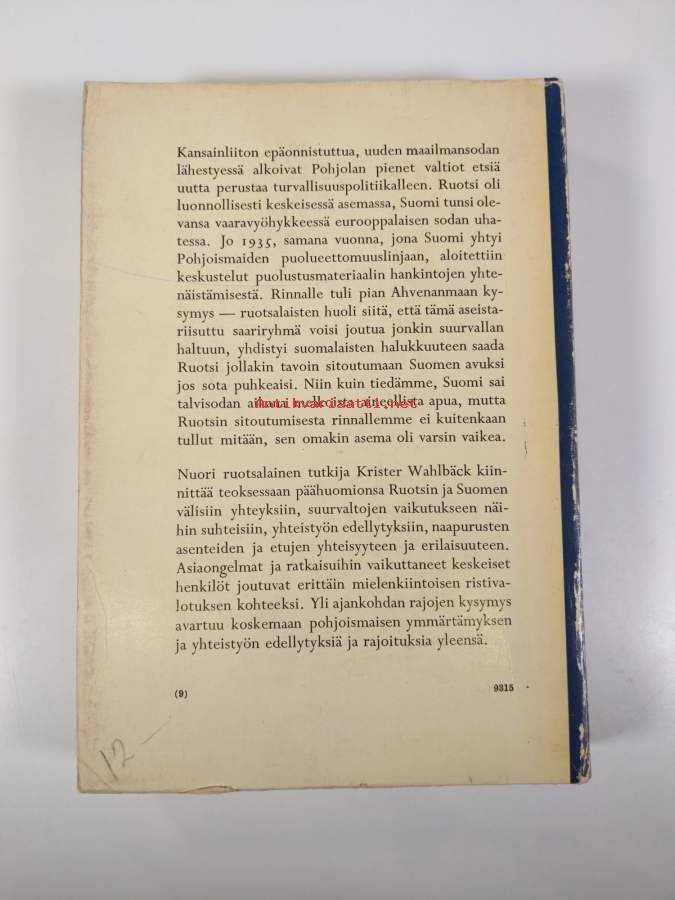 Kansainliiton epäonnistuttua, uuden maailmansodan
lähestyessä alkoivat Pohjolan pienet valtiot etsiä
uutta perustaa turvallisuuspolitiikalleen. Ruotsi oli
luonnollisesti keskeisessä asemassa, Suomi tunsi ole-
vansa vaaravyöhykkeessä eurooppalaisen sodan uha-
tessa. Jo 1935, samana vuonna, jona Suomi yhtyi
Pohjoismaiden puolueettomuuslinjaan, aloitettiin
keskustelut puolustusmateriaalin hankintojen yhte-
näistämisestä. Rinnalle tuli pian Ahvenanmaan ky-
symys — ruotsalaisten huoli siitä, että tämä aseista-
riisuttu saariryhmä voisi joutua jonkin suurvallan
haltuun, yhdistyi suomalaisten halukkuuteen saada
Ruotsi jollakin tavoin sitoutumaan Suomen avuksi
jos sota puhkeaisi. Niin kuin tiedämme, Suomi sai
talvisodan aikana melkoista aineellista apua, mutta
Antikvariaatti.net
Ruotsin sitoutumisesta rinnallemme ei kuitenkaan
tullut mitään, sen omakin asema oli varsin vaikea.
Nuori ruotsalainen tutkija Krister Wahlbäck kiin-
nittää teoksessaan päähuomionsa Ruotsin ja Suomen
välisiin yhteyksiin, suurvaltojen vaikutukseen näi-
hin suhteisiin, yhteistyön edellytyksiin, naapurusten
asenteiden ja etujen yhteisyyteen ja erilaisuuteen.
Asiaongelmat ja ratkaisuihin vaikuttaneet keskeiset
henkilöt joutuvat erittäin mielenkiintoisen ristiva-
lotuksen kohteeksi. Yli ajankohdan rajojen kysymys
avartuu koskemaan pohjoismaisen ymmärtämyksen
ja yhteistyön edellytyksiä ja rajoituksia yleensä.
(9) 9315
12-